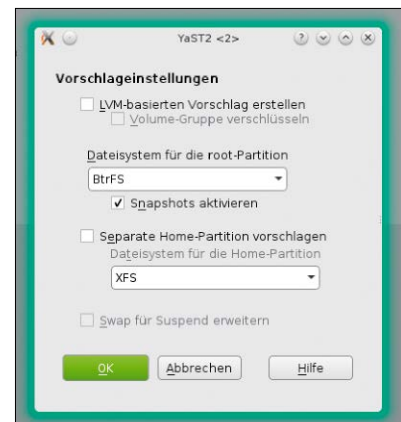 YaST2 <2>
Vorschlageinstellungen
LVM-basierten Vorschlag erstellen
Volume-Gruppe verschlüsseln
Dateisystem für die root-Partition
BtrFS
Snapshots aktivieren
Separate Home-Partition vorschlagen
Dateisystem für die Home-Partition
XFS
Swap für Suspend erweitern
OK Abbrechen Hilfe